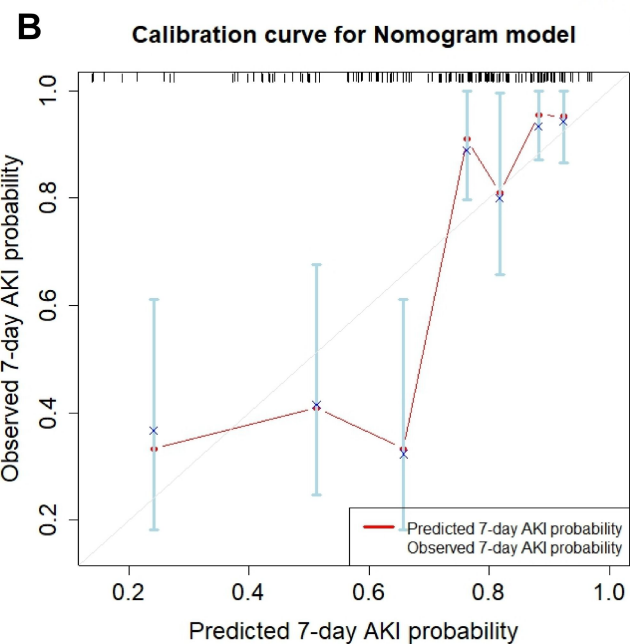 B
Calibration curve for Nomogram model
Observed 7-day AKI probability
1.0
0.8
0.6
0.4
0.2
Predicted 7-day AKI probability
Observed 7-day AKI probability
0.2 0.4 0.6 0.8 1.0
Predicted 7-day AKI probability